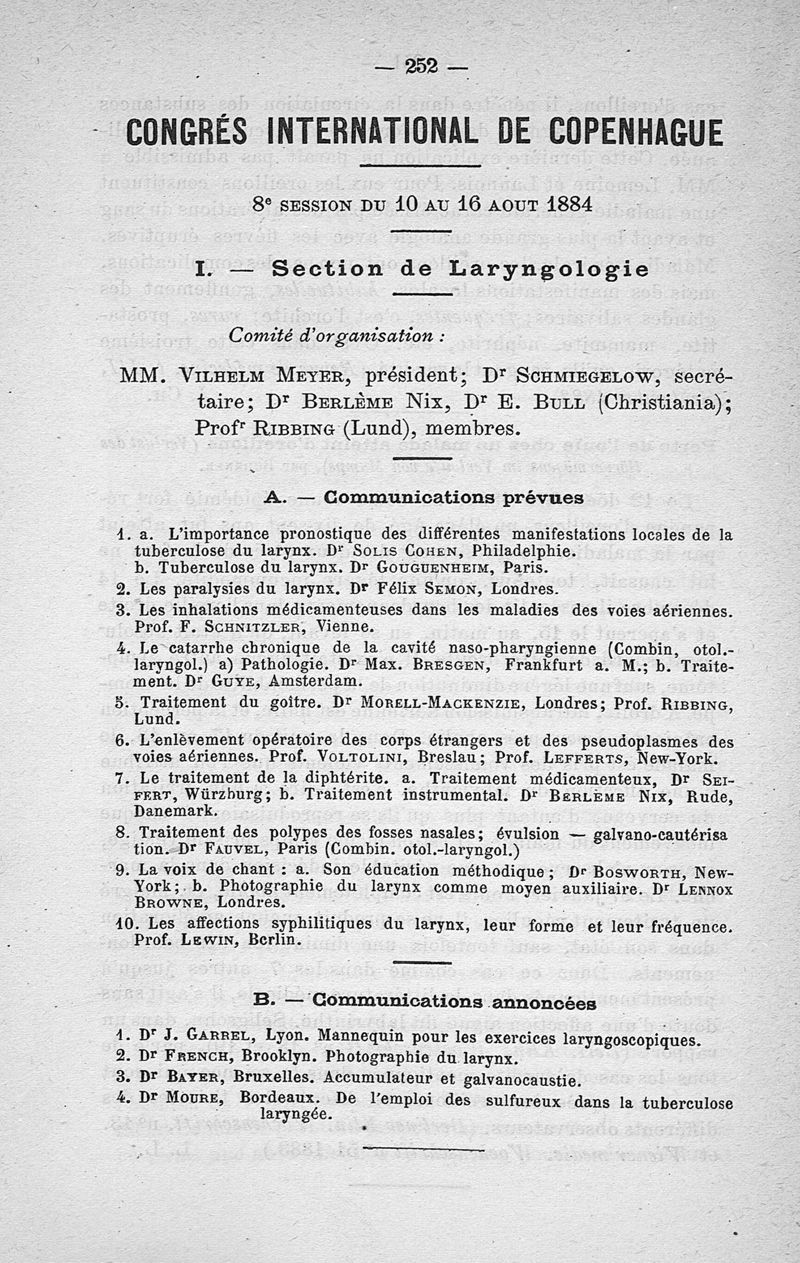 — 252 —
CONGRÉS INTERNATIONAL DE COPENHAGUE
8e SESSION DU 10 AU 16 AOUT 1884
I. — Section de Laryngologie
Comité d'organisation :
MM. VILHELM MEYER, président; Dr SCHMIEGELOW, secré-
taire; Dr BERLÈME NIX, Dr E. BULL (Christiania);
Profr RIBBING (Lund), membres.
A. — Communications prévues
1. a. L'importance pronostique des différentes manifestations locales de la
tuberculose du larynx. Dr SOLIS COHEN, Philadelphie.
b. Tuberculose du larynx. Dr GOUGUENHEIM, Paris.
2. Les paralysies du larynx. Dr Félix SEMON, Londres.
3. Les inhalations médicamenteuses dans les maladies des voies aériennes.
Prof. F. SCHNITZLER, Vienne.
4. Le catarrhe chronique de la cavité naso-pharyngienne (Combin, otol.-
laryngol.) a) Pathologie. Dr Max. BRESGEN, Frankfurt a. M.; b. Traite-
ment. Dr GUYE, Amsterdam.
5. Traitement du goître. Dr MORELL-MACKENZIE, Londres; Prof. RIBBING,
Lund.
6. L'enlèvement opératoire des corps étrangers et des pseudoplasmes des
voies aériennes. Prof. VOLTOLINI, Breslau; Prof. LEFFERTS, New-York.
7. Le traitement de la diphtérite. a. Traitement médicamenteux, Dr SEI-
FERT, Würzburg; b. Traitement instrumental. Dr BERLÈME NIX, Rude,
Danemark.
8. Traitement des polypes des fosses nasales; évulsion — galvano-cautérisa
tion. Dr FAUVEL, Paris (Combin. otol.-laryngol.)
9. La voix de chant : a. Son éducation méthodique; Dr BOSWORTH, New-
York; b. Photographie du larynx comme moyen auxiliaire. Dr LENNOX
BROWNE, Londres.
10. Les affections syphilitiques du larynx, leur forme et leur fréquence.
Prof. LEWIN, Berlin.
B. — Communications annoncées
1. Dr J. GARREL, Lyon. Mannequin pour les exercices laryngoscopiques.
2. Dr FRENCH, Brooklyn. Photographie du larynx.
3. Dr BAYER, Bruxelles. Accumulateur et galvanocaustie.
4. Dr MOURE, Bordeaux. De l'emploi des sulfureux dans la tuberculose
laryngée.